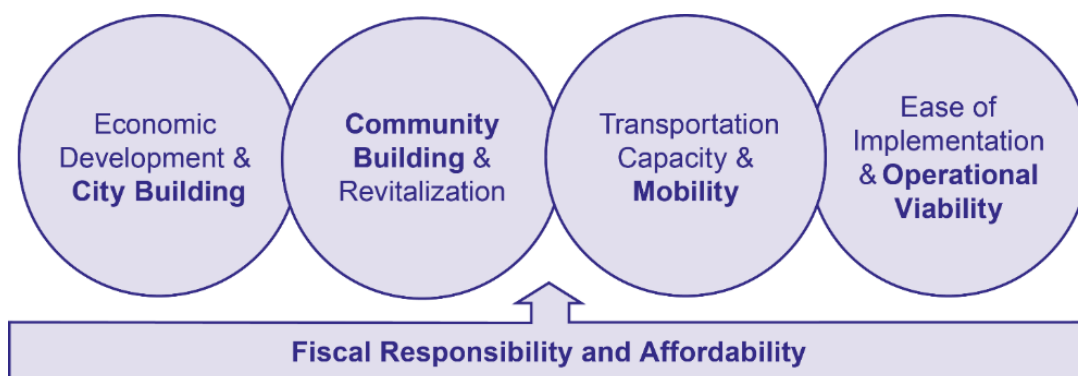 Economic
Development &
City Building
Community
Building &
Revitalization
Transportation
Capacity &
Mobility
Ease of
Implementation
& Operational
Viability
Fiscal Responsibility and Affordability